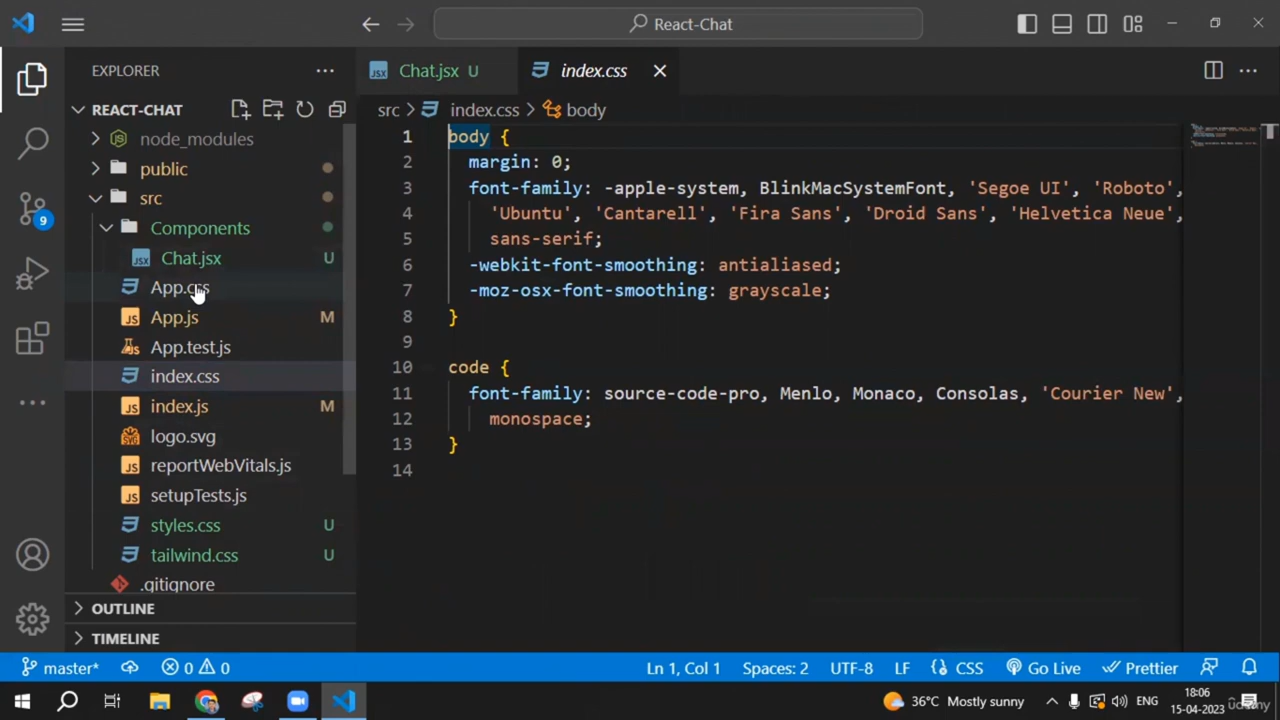 React-Chat
EXPLORER
REACT-CHAT
node_modules
public
src
Components
Chat.jsx U
App.css
App.js M
App.test.js
index.css
index.js M
logo.svg
reportWebVitals.js
setupTests.js
styles.css U
tailwind.css U
.gitignore
OUTLINE
TIMELINE
9
Chat.jsx U
index.css
src > index.css > body
1 body {
2 margin: 0;
3 font-family: -apple-system, BlinkMacSystemFont, 'Segoe UI', 'Roboto',
4 'Ubuntu', 'Cantarell', 'Fira Sans', 'Droid Sans', 'Helvetica Neue',
5 sans-serif;
6 -webkit-font-smoothing: antialiased;
7 -moz-osx-font-smoothing: grayscale;
8 }
9
10 code {
11 font-family: source-code-pro, Menlo, Monaco, Consolas, 'Courier New',
12 monospace;
13 }
14
master* 0 0 Ln 1, Col 1 Spaces: 2 UTF-8 LF CSS Go Live Prettier
36°C Mostly sunny ENG 18:06
15-04-2023
udemy